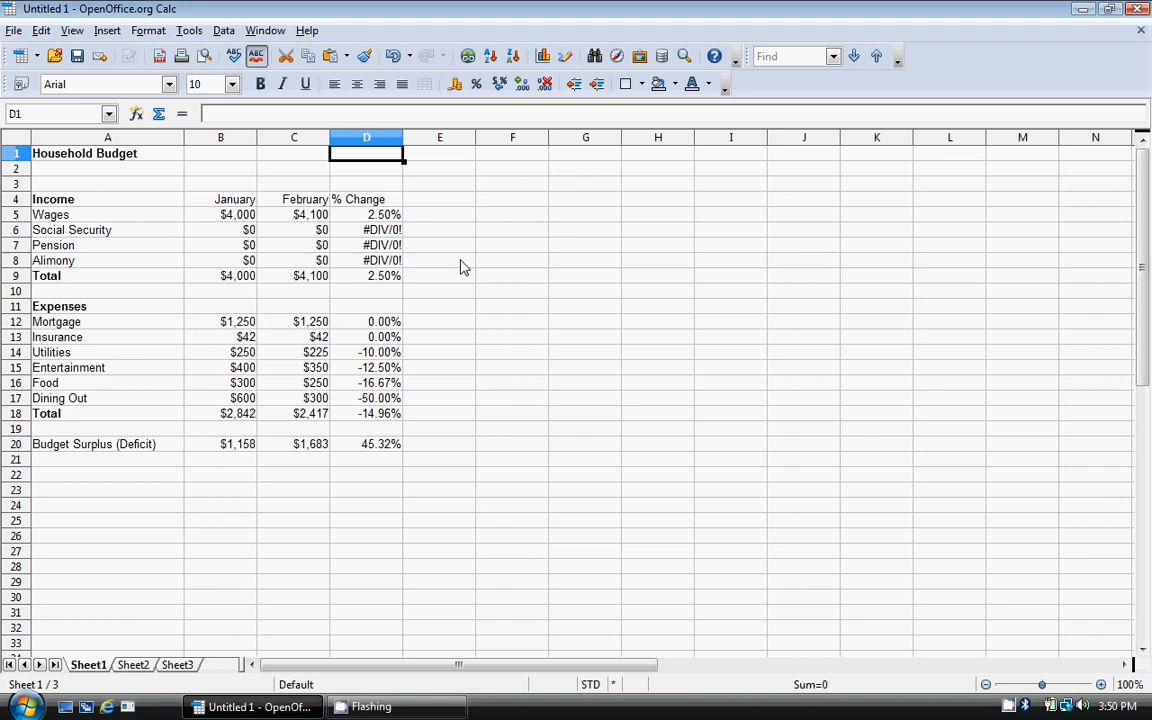 Untitled 1 - OpenOffice.org Calc
File Edit View Insert Format Tools Data Window Help
Find
Arial 10
D1
A B C D E F G H I J K L M N
1 Household Budget
2
3
4 Income January February % Change
5 Wages $4,000 $4,100 2.50%
6 Social Security $0 $0 #DIV/0!
7 Pension $0 $0 #DIV/0!
8 Alimony $0 $0 #DIV/0!
9 Total $4,000 $4,100 2.50%
10
11 Expenses
12 Mortgage $1,250 $1,250 0.00%
13 Insurance $42 $42 0.00%
14 Utilities $250 $225 -10.00%
15 Entertainment $400 $350 -12.50%
16 Food $300 $250 -16.67%
17 Dining Out $600 $300 -50.00%
18 Total $2,842 $2,417 -14.96%
19
20 Budget Surplus (Deficit) $1,158 $1,683 45.32%
21
22
23
24
25
26
27
28
29
30
31
32
33
Sheet1 Sheet2 Sheet3
Sheet 1 / 3 Default STD * Sum=0 100%
Untitled 1 - OpenOf... Flashing 3:50 PM